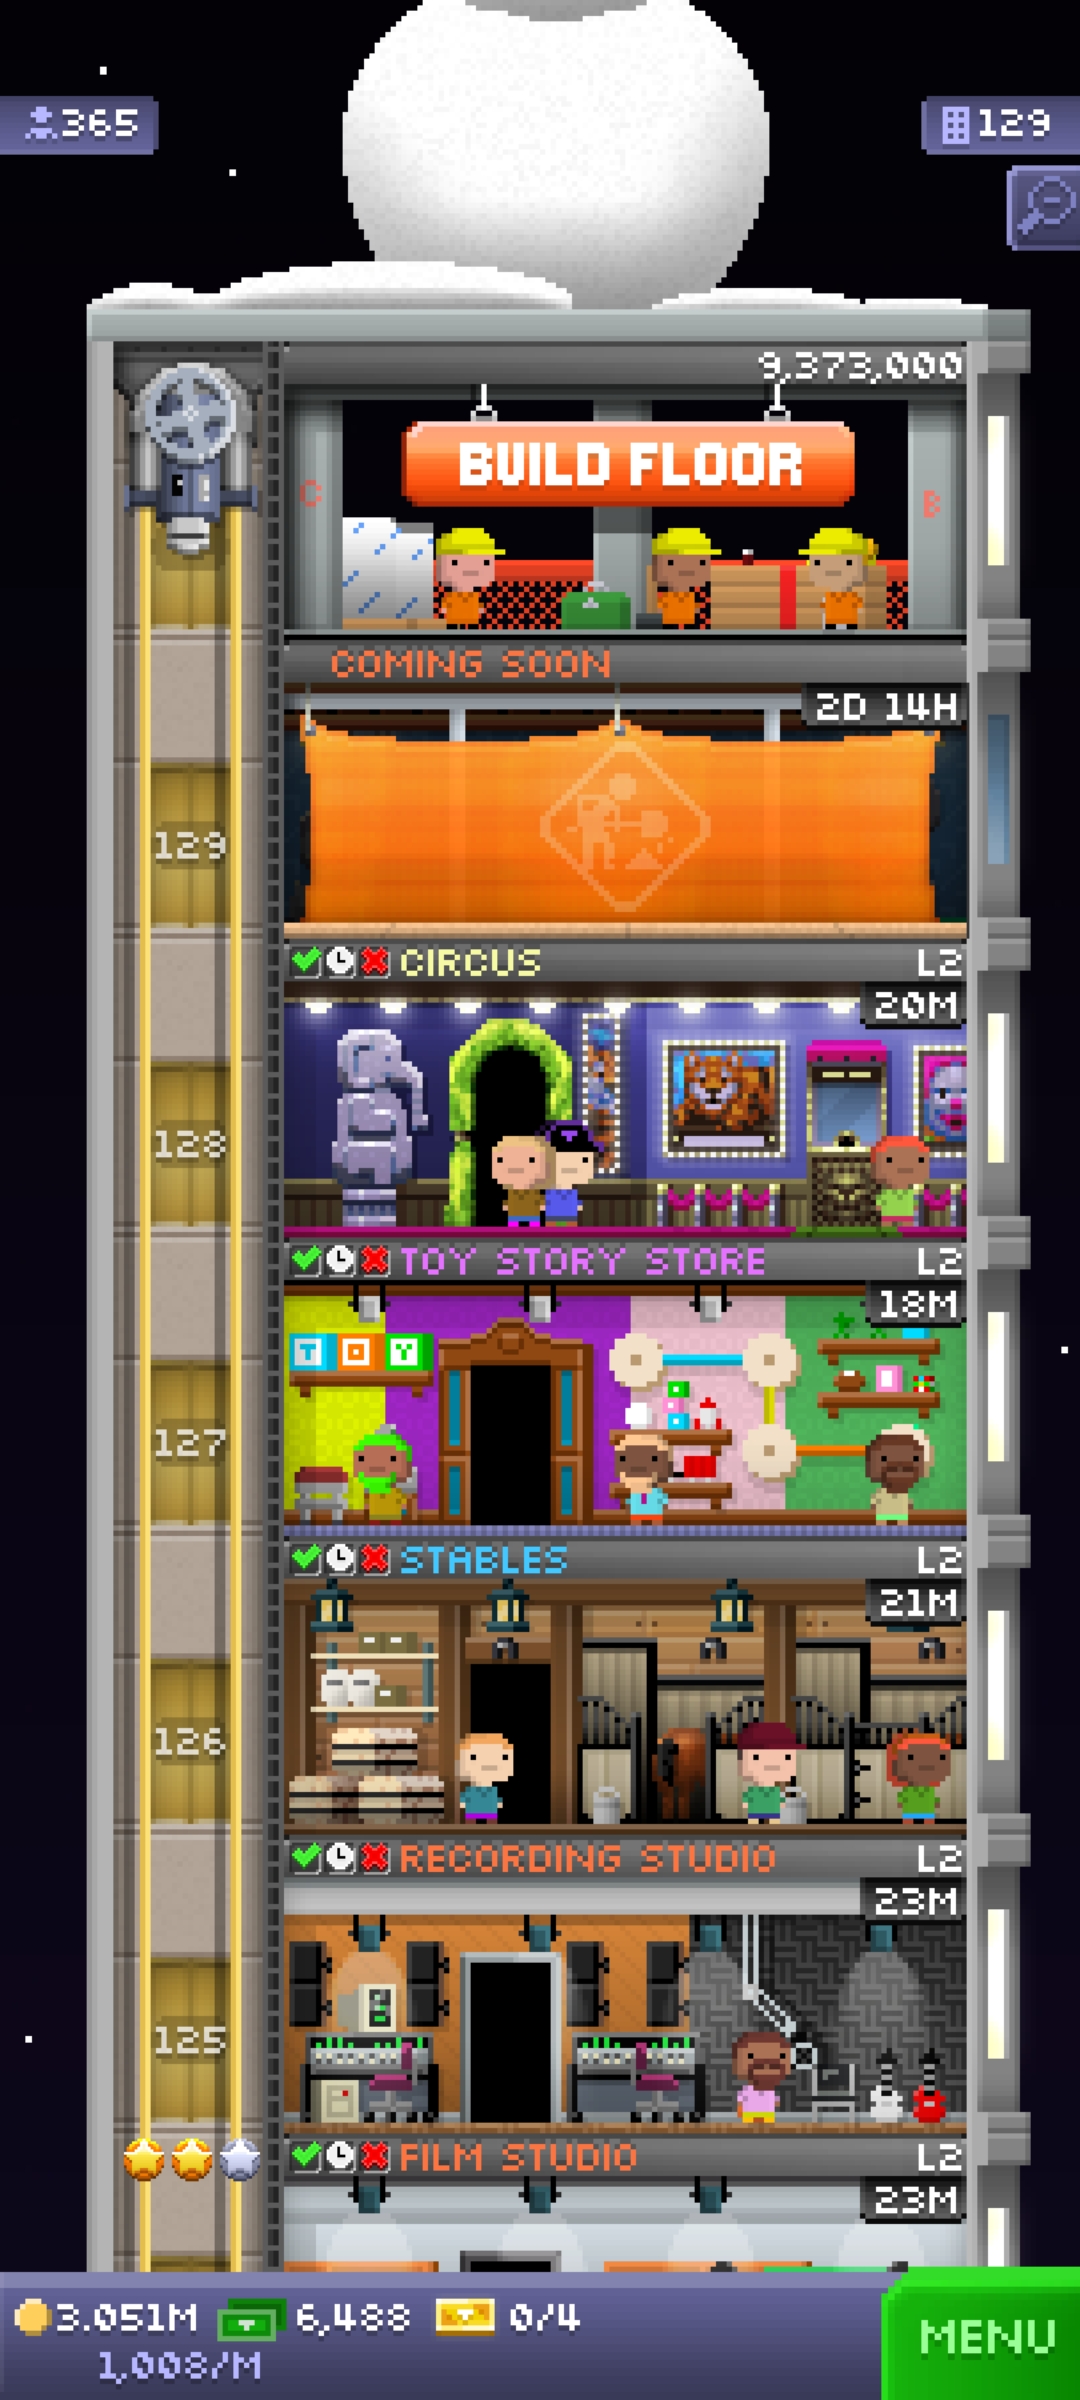 365
129
9,373,000
BUILD FLOOR
C
B
COMING SOON
2D 14H
129
CIRCUS
L2
20M
128
TOY STORY STORE
L2
18M
T O Y
127
STABLES
L2
21M
126
RECORDING STUDIO
L2
23M
125
FILM STUDIO
L2
23M
3.051M
6,488
0/4
1,008/M
MENU